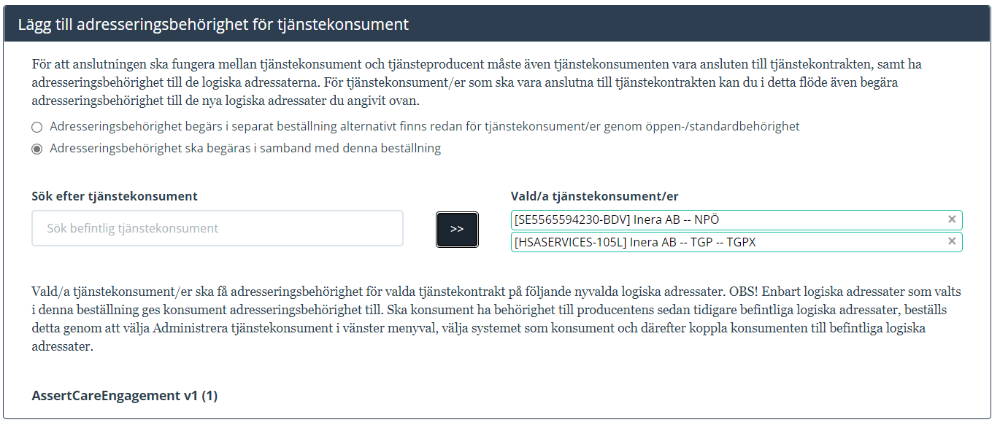 Lägg till adresseringsbehörighet för tjänstekonsument
För att anslutningen ska fungera mellan tjänstekonsument och tjänsteproducent måste även tjänstekonsumenten vara ansluten till tjänstekontrakten, samt ha
adresseringsbehörighet till de logiska adressaterna. För tjänstekonsument/er som ska vara anslutna till tjänstekontrakten kan du i detta flöde även begära
adresseringsbehörighet till de nya logiska adressater du angivit ovan.
Adresseringsbehörighet begärs i separat beställning alternativt finns redan för tjänstekonsument/er genom öppen-/standardbehörighet
Adresseringsbehörighet ska begäras i samband med denna beställning
Sök efter tjänstekonsument
Sök befintlig tjänstekonsument
>>
Vald/a tjänstekonsument/er
[SE5565594230-BDV] Inera AB -- NPÖ ×
[HSASERVICES-105L] Inera AB -- TGP -- TGPX ×
Vald/a tjänstekonsument/er ska få adresseringsbehörighet för valda tjänstekontrakt på följande nyvalda logiska adressater. OBS! Enbart logiska adressater som valts
i denna beställning ges konsument adresseringsbehörighet till. Ska konsument ha behörighet till producentens sedan tidigare befintliga logiska adressater, beställs
detta genom att välja Administrera tjänstekonsument i vänster menyval, välja systemet som konsument och därefter koppla konsumenten till befintliga logiska
adressater.
AssertCareEngagement v1 (1)